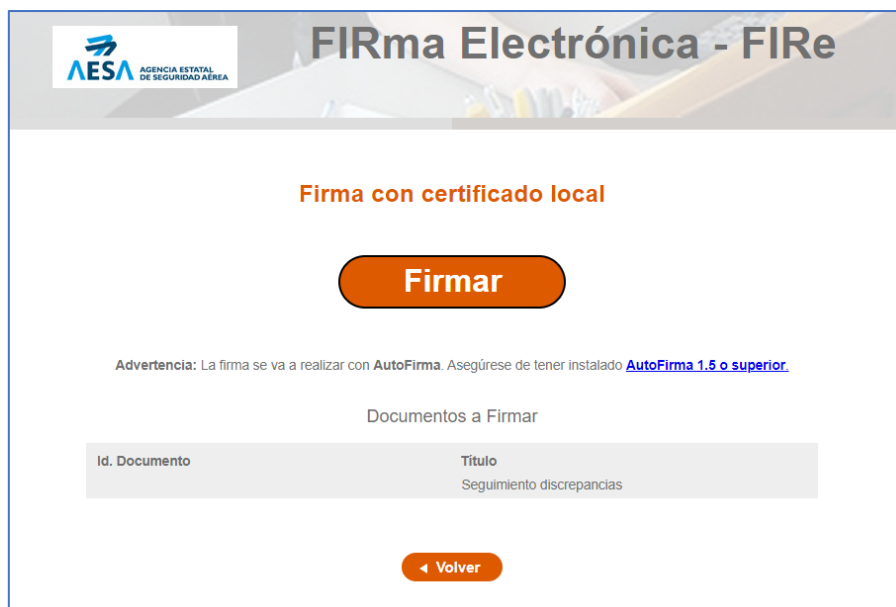 FIRma Electrónica - FIRe
AESA
AGENCIA ESTATAL
DE SEGURIDAD AÉREA
Firma con certificado local
Firmar
Advertencia: La firma se va a realizar con AutoFirma. Asegúrese de tener instalado AutoFirma 1.5 o superior.
Documentos a Firmar
Id. Documento Título
Seguimiento discrepancias
Volver